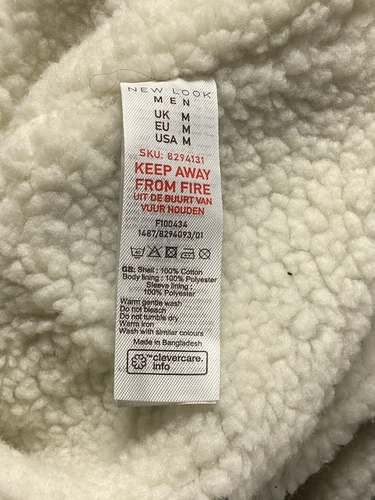 NEW LOOK
MEN
UK M
EU M
USA M
SKU: 8294131
KEEP AWAY
FROM FIRE
UIT DE BUURT VAN
VUUR HOUDEN
F100434
1487/8294093/01
GB: Shell : 100% Cotton
Body lining : 100% Polyester
Sleeve lining :
100% Polyester
Warm gentle wash
Do not bleach
Do not tumble dry
Warm iron
Wash with similar colours
Made in Bangladesh
™clevercare.
info